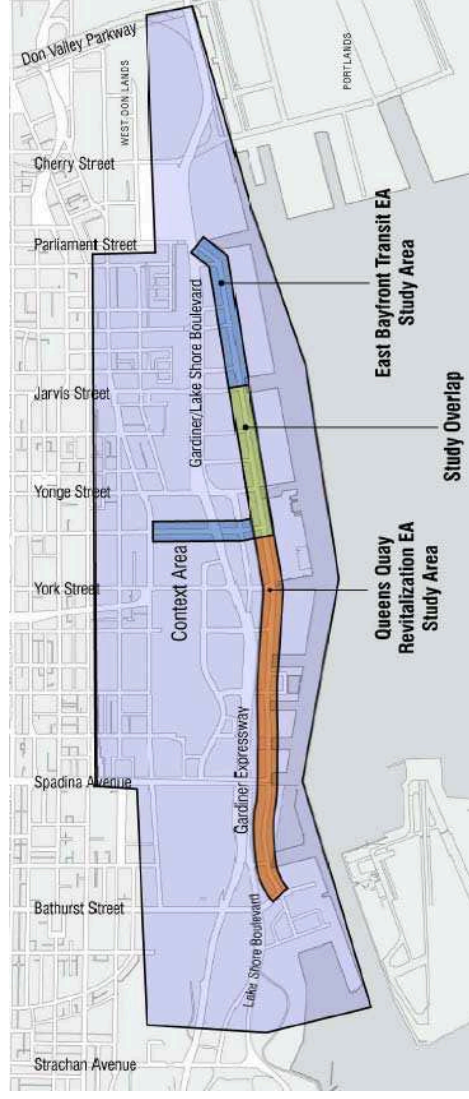 Strachan Avenue
Bathurst Street
Spadina Avenue
York Street
Yonge Street
Jarvis Street
Parliament Street
Cherry Street
Don Valley Parkway
WEST DON LANDS
PORTLANDS
Gardiner/Lake Shore Boulevard
Context Area
Gardiner Expressway
Lake Shore Boulevard
Queens Quay
Revitalization EA
Study Area
Study Overlap
East Bayfront Transit EA
Study Area